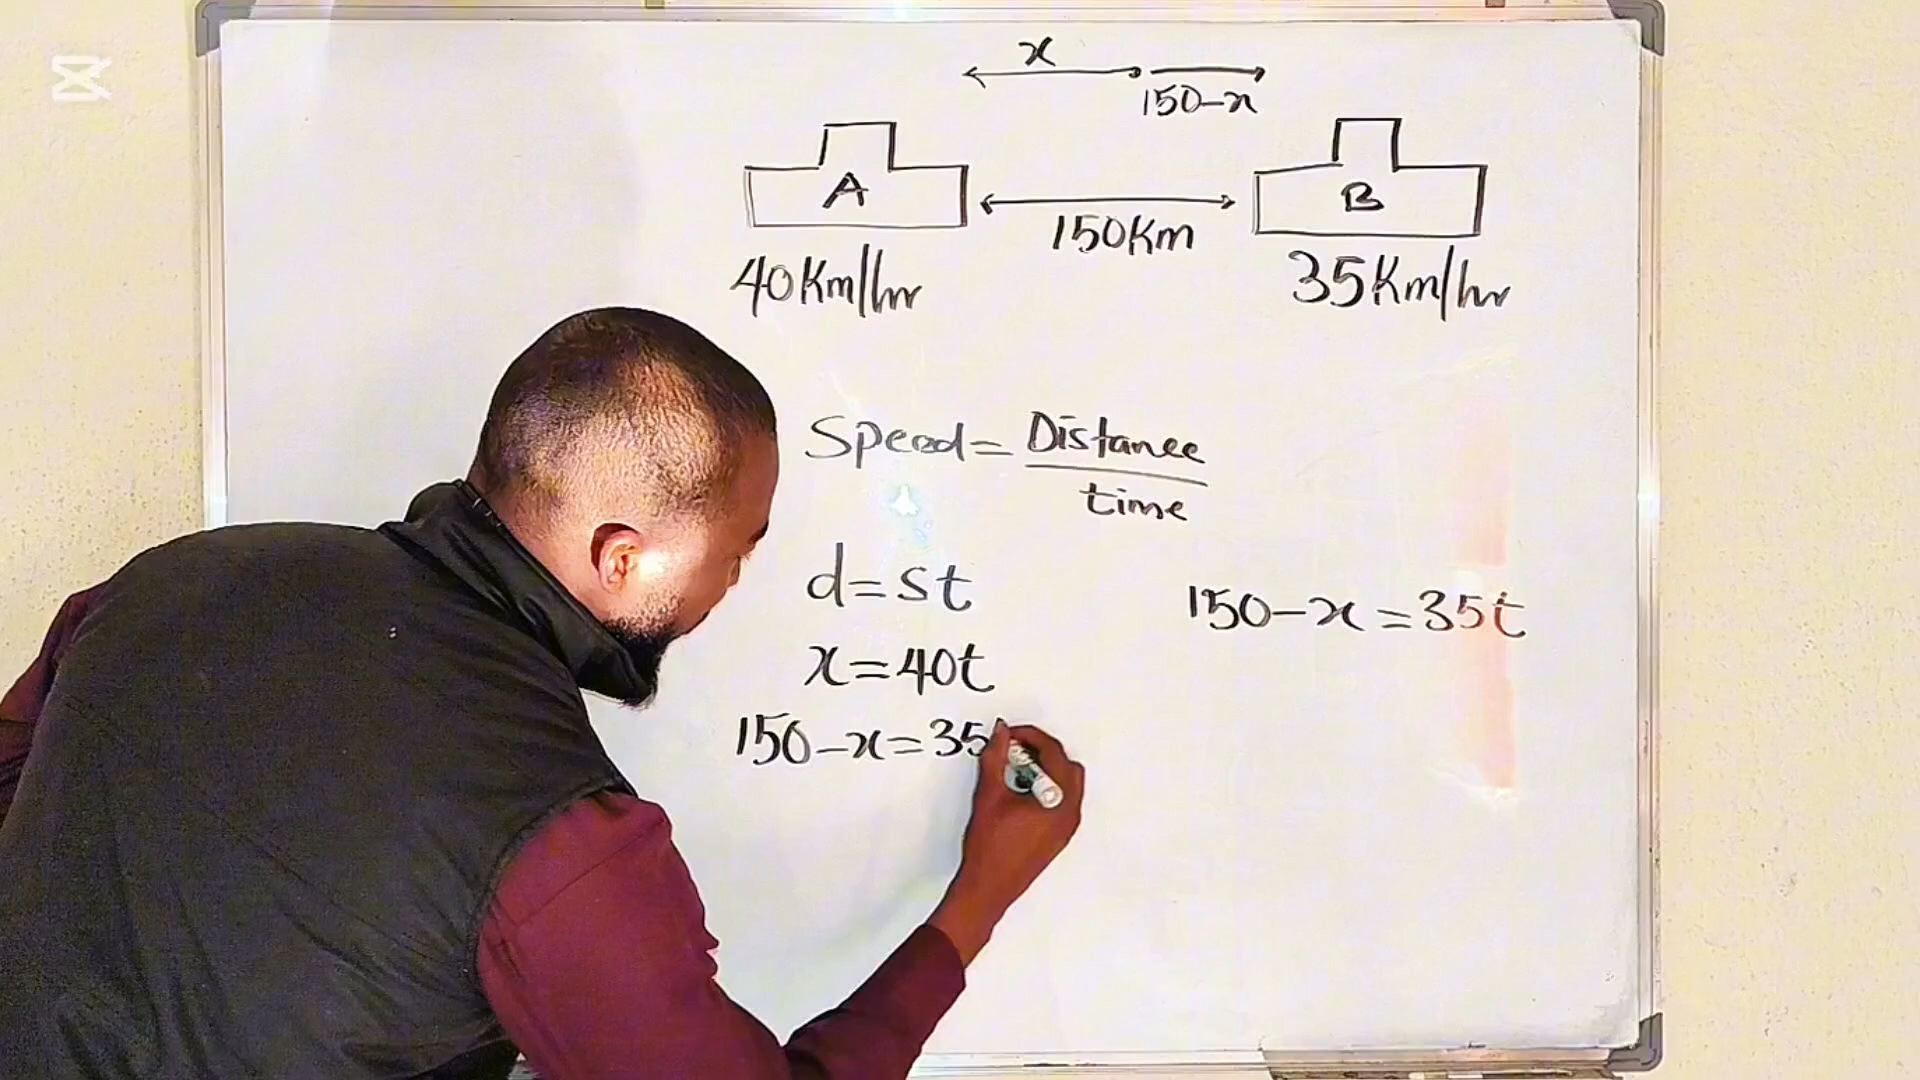 x
150-x
A
B
150Km
40Km/hr
35Km/hr
Speed = Distance
time
d=st
150-x=35t
x=40t
150-x=35